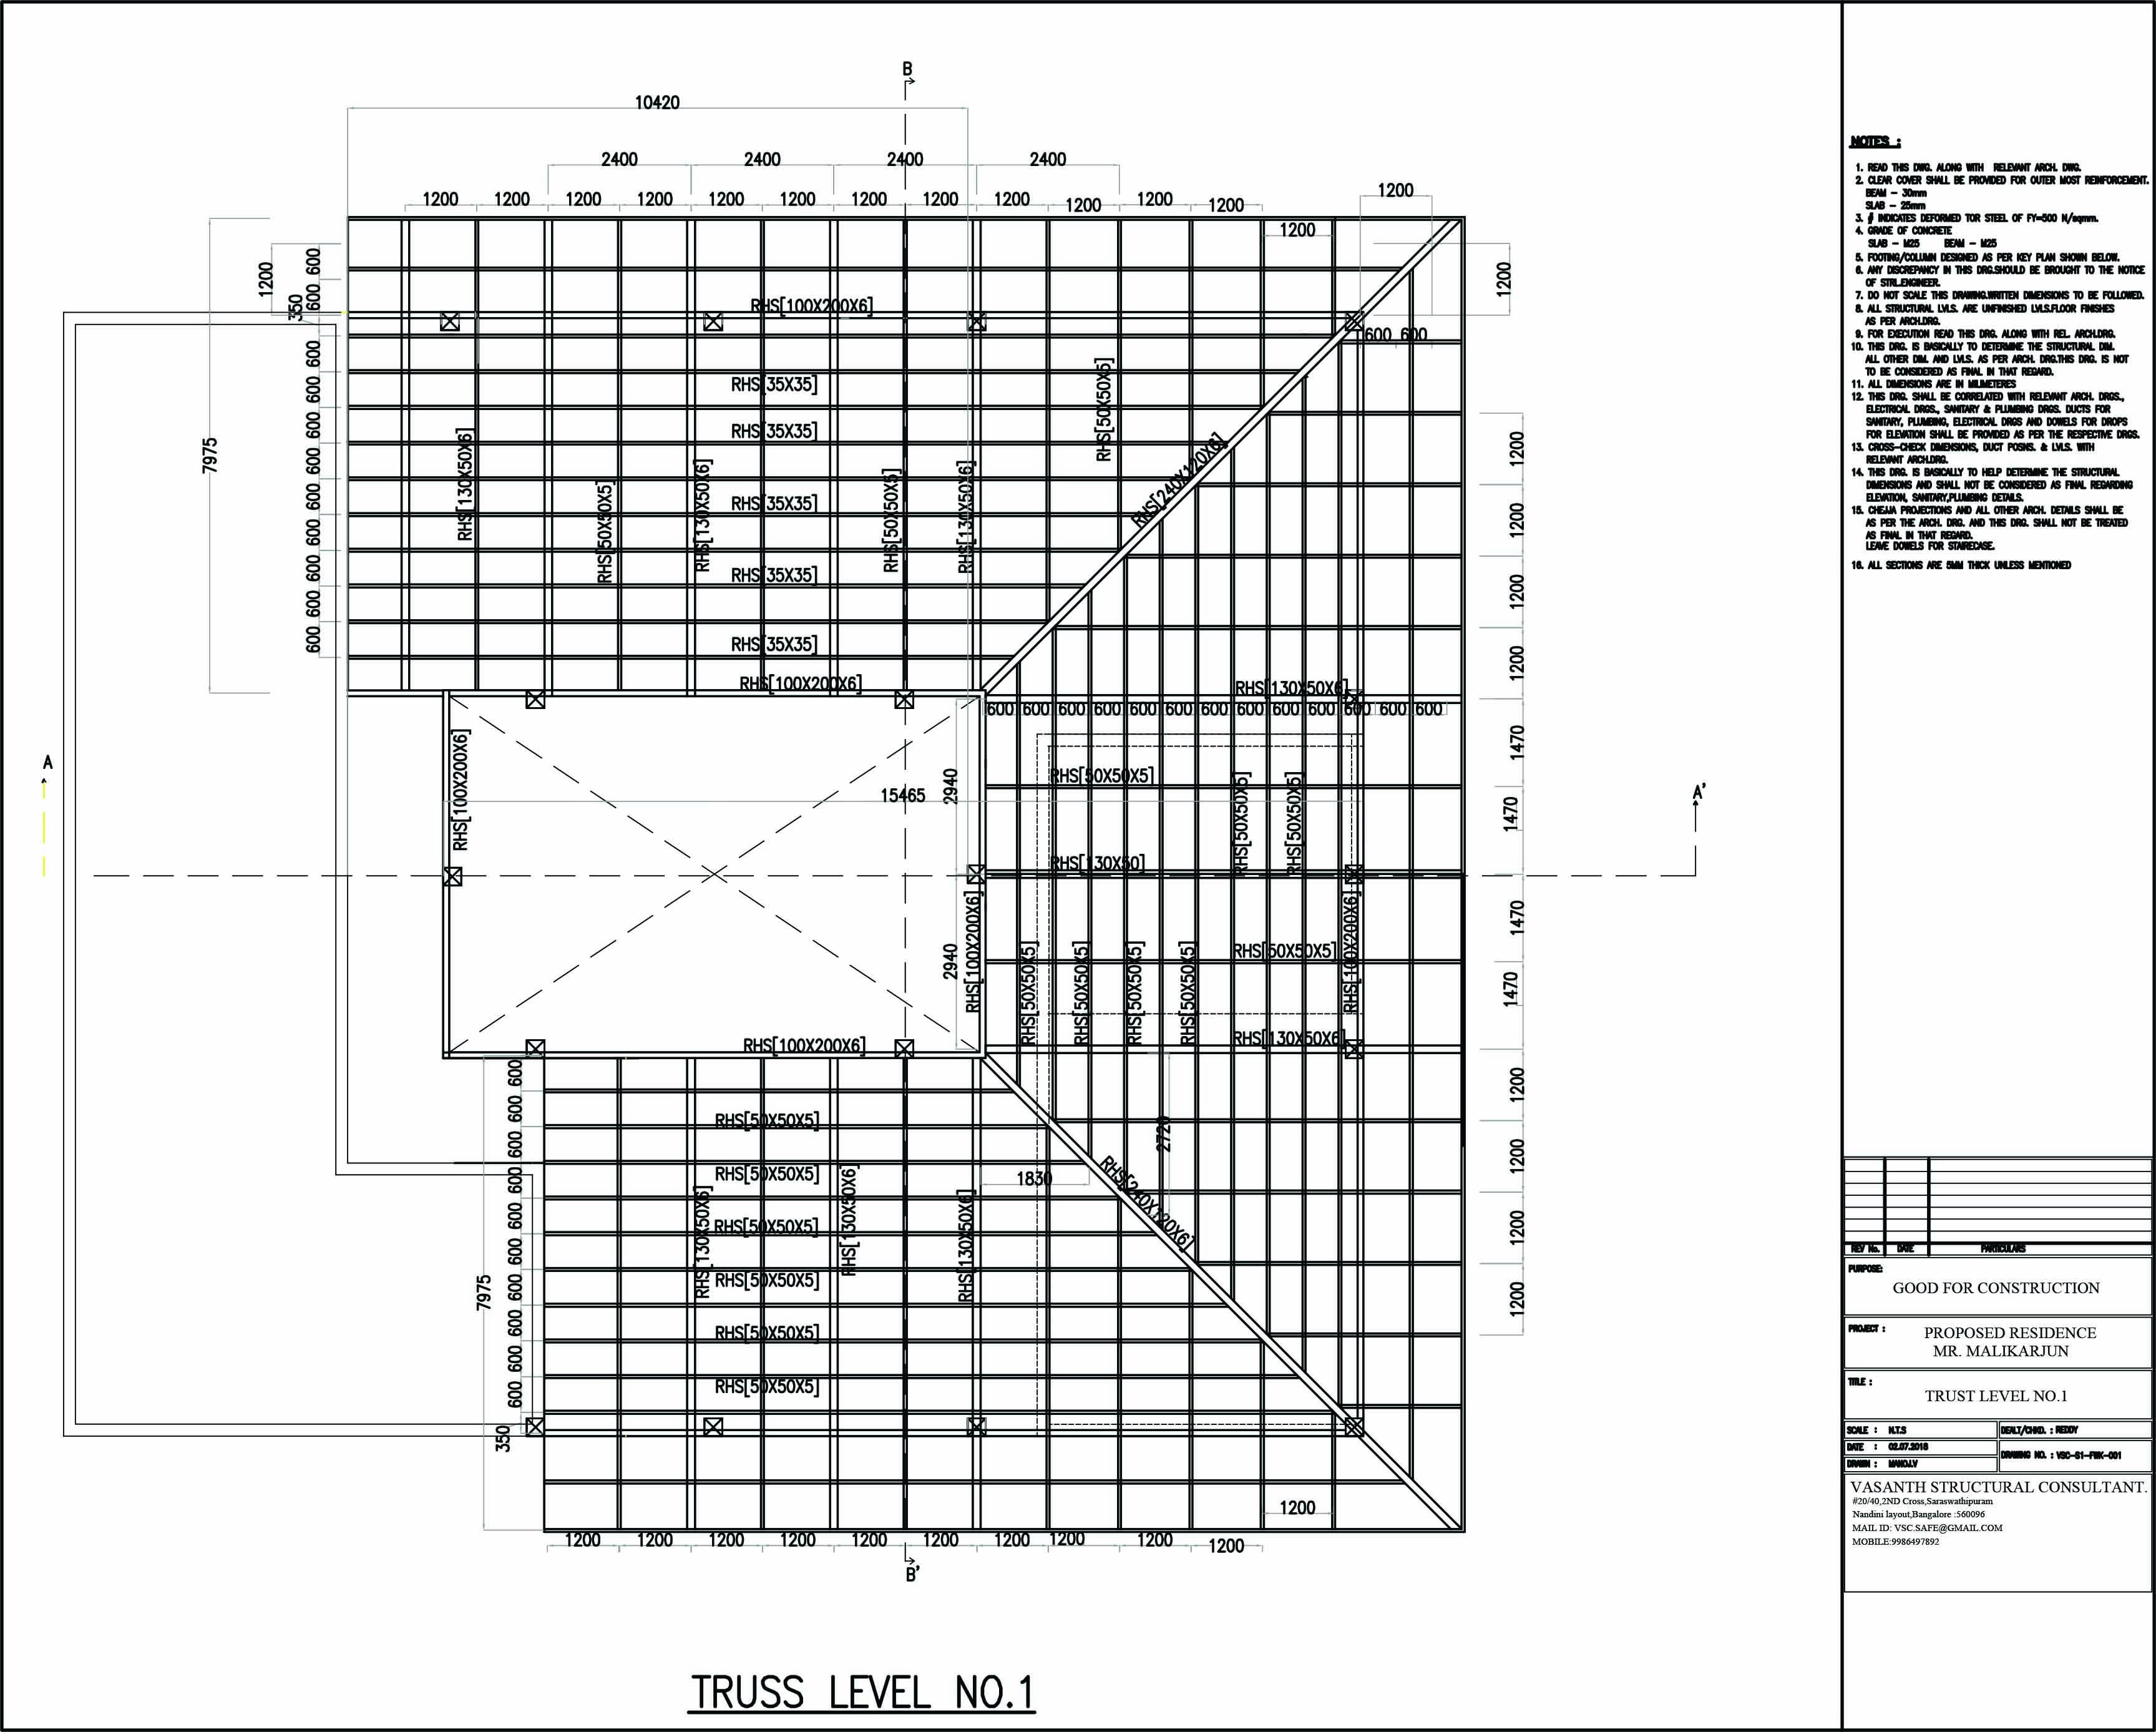 B
10420
2400 2400 2400 2400
1200 1200 1200 1200 1200 1200 1200 1200 1200 1200 1200 1200
1200
1200
1200
1200
7975
350
600 600
600 600 600 600 600 600 600 600 600
RHS[100X200X6]
600 600
RHS[35X35]
RHS[35X35]
RHS[35X35]
RHS[35X35]
RHS[35X35]
RHS[130X50X6]
RHS[50X50X5]
RHS[130X50X6]
RHS[50X50X5]
RHS[130X50X6]
RHS[50X50X5]
RHS[240X120X6]
1200
1200
1200
1200
RHS[100X200X6]
RHS[130X50X6]
600 600 600 600 600 600 600 600 600 600 600 600 600
1470
1470
1470
1470
A
A'
RHS[100X200X6]
15465
2940
2940
RHS[50X50X5]
RHS[50X50X5]
RHS[50X50X5]
RHS[130X50]
RHS[100X200X6]
RHS[50X50X5]
RHS[50X50X5]
RHS[50X50X5]
RHS[50X50X5]
RHS[50X50X5]
RHS[100X200X6]
RHS[100X200X6]
RHS[130X50X6]
600 600 600 600 600 600 600 600 600 600
350
7975
RHS[50X50X5]
RHS[50X50X5]
RHS[50X50X5]
RHS[50X50X5]
RHS[50X50X5]
RHS[50X50X5]
RHS[130X50X6]
RHS[130X50X6]
RHS[130X50X6]
1830
2720
RHS[240X120X6]
1200
1200
1200
1200
1200
1200 1200 1200 1200 1200 1200 1200 1200 1200 1200
B'
TRUSS LEVEL NO.1
NOTES :
1. READ THIS DWG. ALONG WITH RELEVANT ARCH. DWG.
2. CLEAR COVER SHALL BE PROVIDED FOR OUTER MOST REINFORCEMENT.
BEAM - 30mm
SLAB - 25mm
3. # INDICATES DEFORMED TOR STEEL OF FY=500 N/sqmm.
4. GRADE OF CONCRETE
SLAB - M25 BEAM - M25
5. FOOTING/COLUMN DESIGNED AS PER KEY PLAN SHOWN BELOW.
6. ANY DISCREPANCY IN THIS DRG.SHOULD BE BROUGHT TO THE NOTICE
OF STRL.ENGINEER.
7. DO NOT SCALE THIS DRAWING.WRITTEN DIMENSIONS TO BE FOLLOWED.
8. ALL STRUCTURAL LVLS. ARE UNFINISHED LVLS.FLOOR FINISHES
AS PER ARCH.DRG.
9. FOR EXECUTION READ THIS DRG. ALONG WITH REL. ARCH.DRG.
10. THIS DRG. IS BASICALLY TO DETERMINE THE STRUCTURAL DIM.
ALL OTHER DIM. AND LVLS. AS PER ARCH. DRG.THIS DRG. IS NOT
TO BE CONSIDERED AS FINAL IN THAT REGARD.
11. ALL DIMENSIONS ARE IN MILIMETERES
12. THIS DRG. SHALL BE CORRELATED WITH RELEVANT ARCH. DRGS.,
ELECTRICAL DRGS., SANITARY & PLUMBING DRGS. DUCTS FOR
SANITARY, PLUMBING, ELECTRICAL DRGS AND DOWELS FOR DROPS
FOR ELEVATION SHALL BE PROVIDED AS PER THE RESPECTIVE DRGS.
13. CROSS-CHECK DIMENSIONS, DUCT POSNS. & LVLS. WITH
RELEVANT ARCH.DRG.
14. THIS DRG. IS BASICALLY TO HELP DETERMINE THE STRUCTURAL
DIMENSIONS AND SHALL NOT BE CONSIDERED AS FINAL REGARDING
ELEVATION, SANITARY,PLUMBING DETAILS.
15. CHEJJA PROJECTIONS AND ALL OTHER ARCH. DETAILS SHALL BE
AS PER THE ARCH. DRG. AND THIS DRG. SHALL NOT BE TREATED
AS FINAL IN THAT REGARD.
LEAVE DOWELS FOR STAIRECASE.
16. ALL SECTIONS ARE 5MM THICK UNLESS MENTIONED
REV No. DATE PARTICULARS
PURPOSE:
GOOD FOR CONSTRUCTION
PROJECT :
PROPOSED RESIDENCE
MR. MALIKARJUN
TITLE :
TRUST LEVEL NO.1
SCALE : N.T.S DEALT/CHKD. : REDDY
DATE : 02.07.2018
DRAWING NO. : VSC-S1-FWK-001
DRAWN : MANOJ.V
VASANTH STRUCTURAL CONSULTANT.
#20/40,2ND Cross,Saraswathipuram
Nandini layout,Bangalore :560096
MAIL ID: VSC.SAFE@GMAIL.COM
MOBILE:9986497892